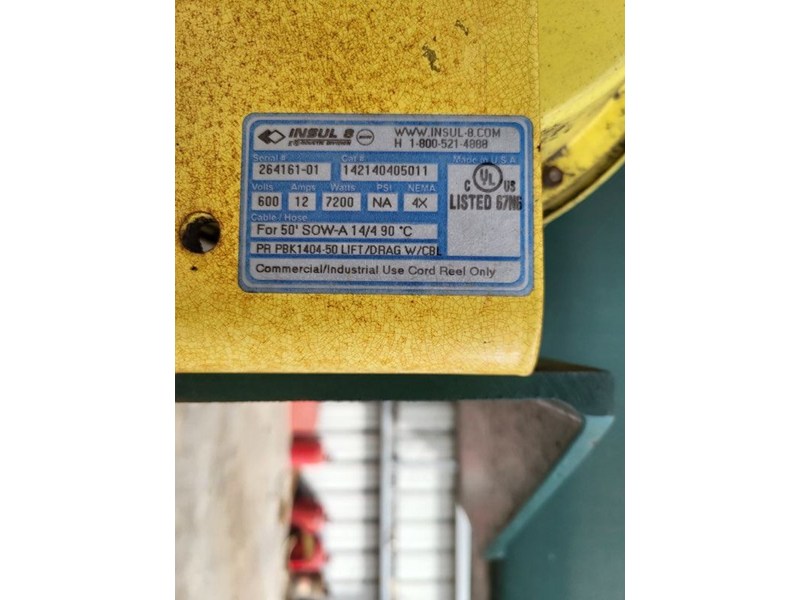 INSUL 8
WWW.INSUL-8.COM
H 1-800-521-4888
Serial # Cat # Made in U S A
264161-01 142140405011
Volts Amps Watts PSI NEMA
600 12 7200 NA 4X
C UL US
LISTED 67N6
Cable / Hose
For 50' SOW-A 14/4 90 °C
PR PBK1404-50 LIFT/DRAG W/CBL
Commercial/Industrial Use Cord Reel Only